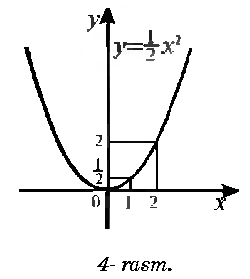 y
y=½x²
2
½
0 1 2 x
4- rasm.